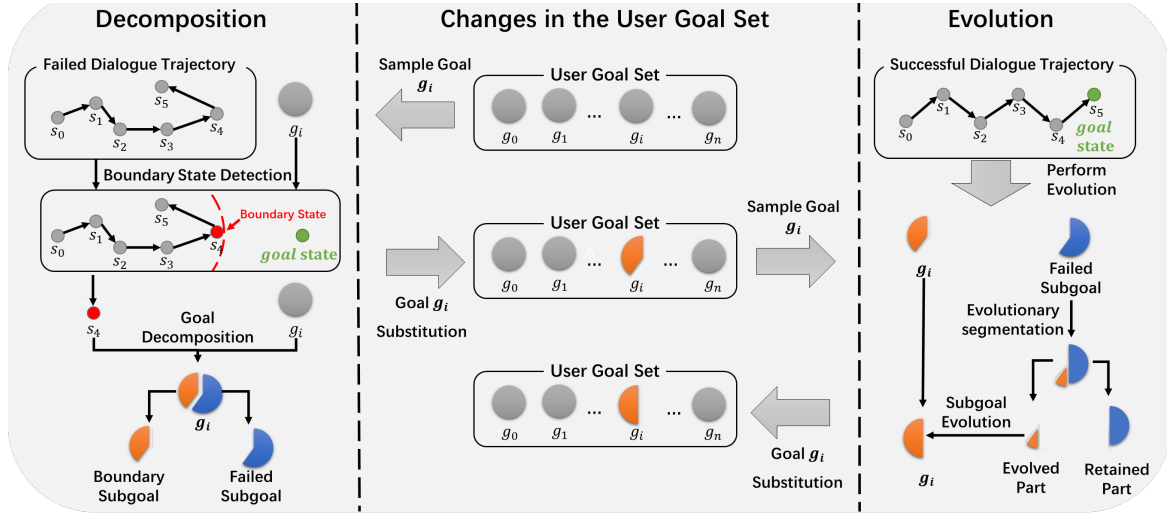 Decomposition
Failed Dialogue Trajectory
s0
s1
s2
s3
s4
s5
gi
Boundary State Detection
s0
s1
s2
s3
s4
s5
Boundary State
goal state
s4
Goal
Decomposition
gi
gi
Boundary
Subgoal
Failed
Subgoal
Changes in the User Goal Set
Sample Goal
gi
User Goal Set
g0 g1 gi ... gn
Goal gi
Substitution
User Goal Set
g0 g1 ... gi ... gn
Sample Goal
gi
User Goal Set
g0 g1 ... gi ... gn
Goal gi
Substitution
Evolution
Successful Dialogue Trajectory
s0
s1
s2
s3
s4
s5
goal
state
Perform
Evolution
gi
Failed
Subgoal
Evolutionary
segmentation
Subgoal
Evolution
gi
Evolved
Part
Retained
Part